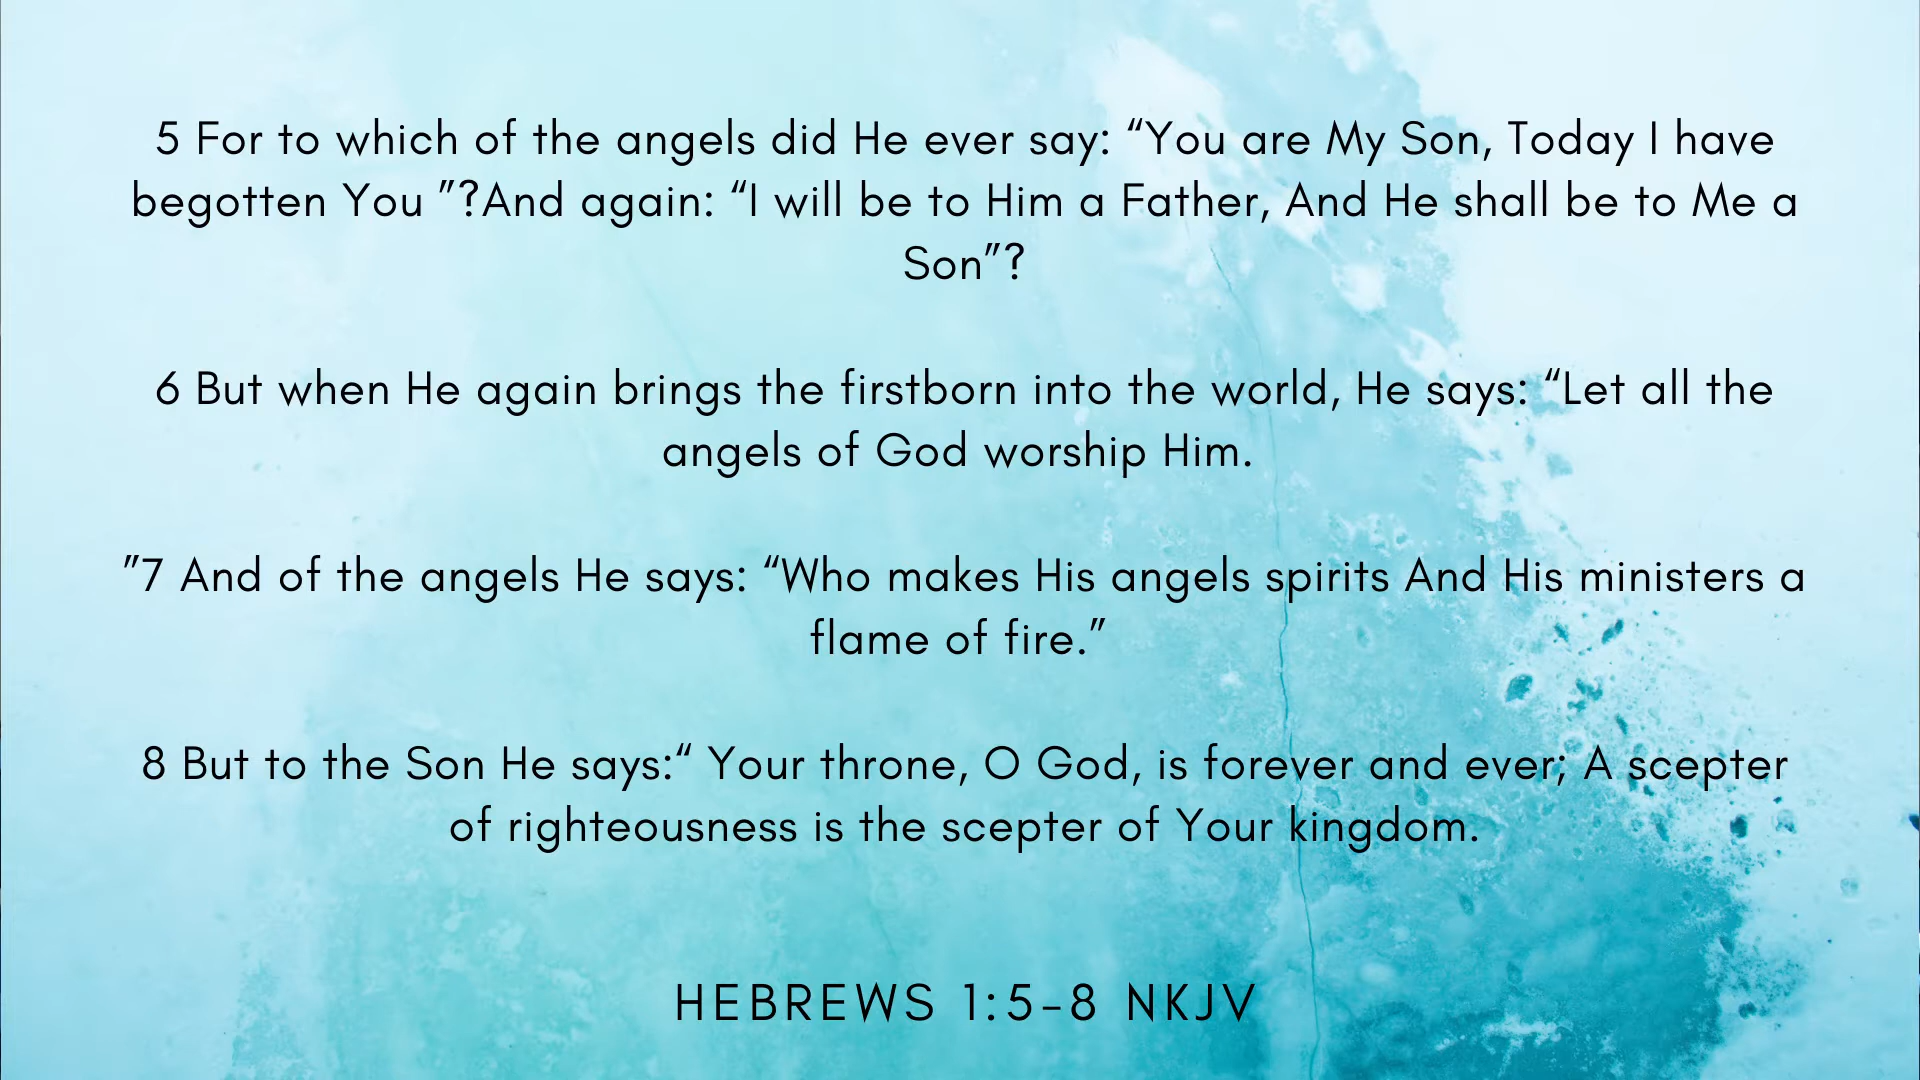 5 For to which of the angels did He ever say: “You are My Son, Today I have
begotten You ”?And again: “I will be to Him a Father, And He shall be to Me a
Son”?
6 But when He again brings the firstborn into the world, He says: “Let all the
angels of God worship Him.
”7 And of the angels He says: “Who makes His angels spirits And His ministers a
flame of fire.”
8 But to the Son He says:“ Your throne, O God, is forever and ever; A scepter
of righteousness is the scepter of Your kingdom.
HEBREWS 1:5-8 NKJV